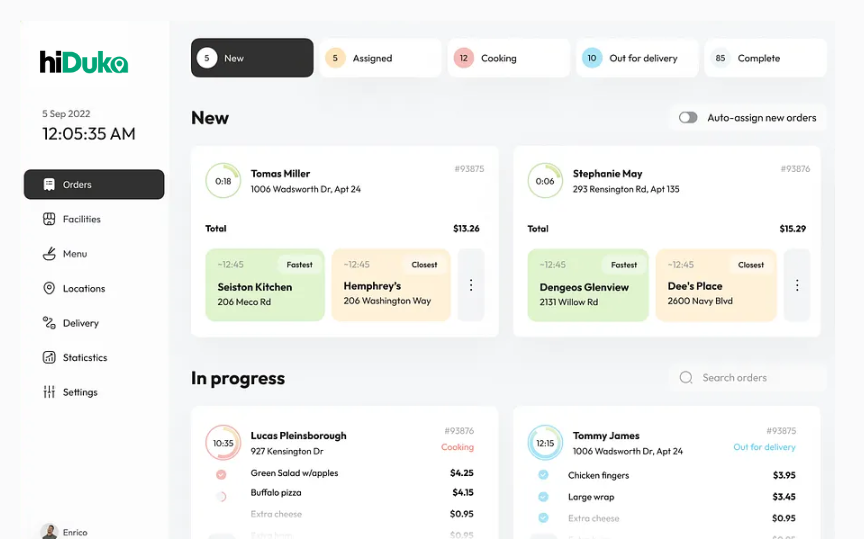 hiDuka
5 Sep 2022
12:05:35 AM
Orders
Facilities
Menu
Locations
Delivery
Staticstics
Settings
Enrico
5 New
5 Assigned
12 Cooking
10 Out for delivery
85 Complete
New
Auto-assign new orders
0:18
Tomas Miller
#93875
1006 Wadsworth Dr, Apt 24
Total $13.26
~12:45 Fastest
Seiston Kitchen
206 Meco Rd
~12:45 Closest
Hemphrey's
206 Washington Way
0:06
Stephanie May
#93876
293 Rensington Rd, Apt 135
Total $15.29
~12:45 Fastest
Dengeos Glenview
2131 Willow Rd
~12:45 Closest
Dee's Place
2600 Navy Blvd
In progress
Search orders
10:35
Lucas Pleinsborough
#93876
927 Kensington Dr
Cooking
Green Salad w/apples $4.25
Buffalo pizza $4.15
Extra cheese $0.95
$0.95
12:15
Tommy James
#93875
1006 Wadsworth Dr, Apt 24
Out for delivery
Chicken fingers $3.95
Large wrap $3.45
Extra cheese $0.95
$0.95